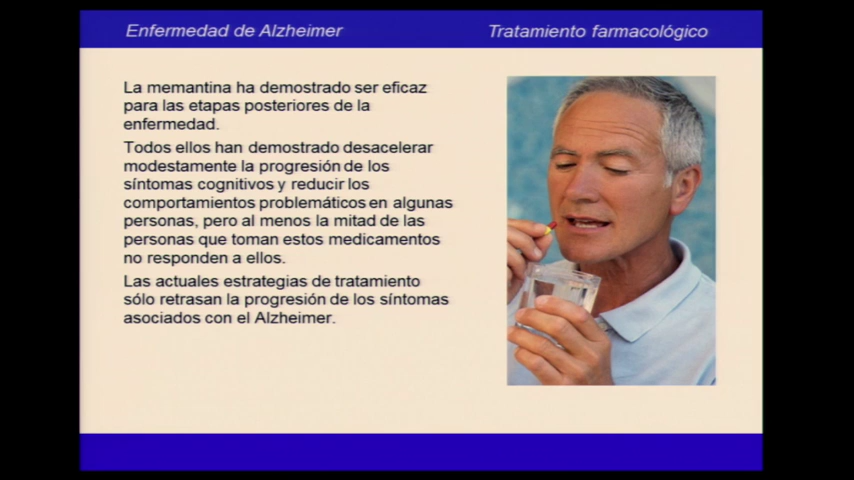 Enfermedad de Alzheimer
Tratamiento farmacológico
La memantina ha demostrado ser eficaz
para las etapas posteriores de la
enfermedad.
Todos ellos han demostrado desacelerar
modestamente la progresión de los
síntomas cognitivos y reducir los
comportamientos problemáticos en algunas
personas, pero al menos la mitad de las
personas que toman estos medicamentos
no responden a ellos.
Las actuales estrategias de tratamiento
sólo retrasan la progresión de los síntomas
asociados con el Alzheimer.